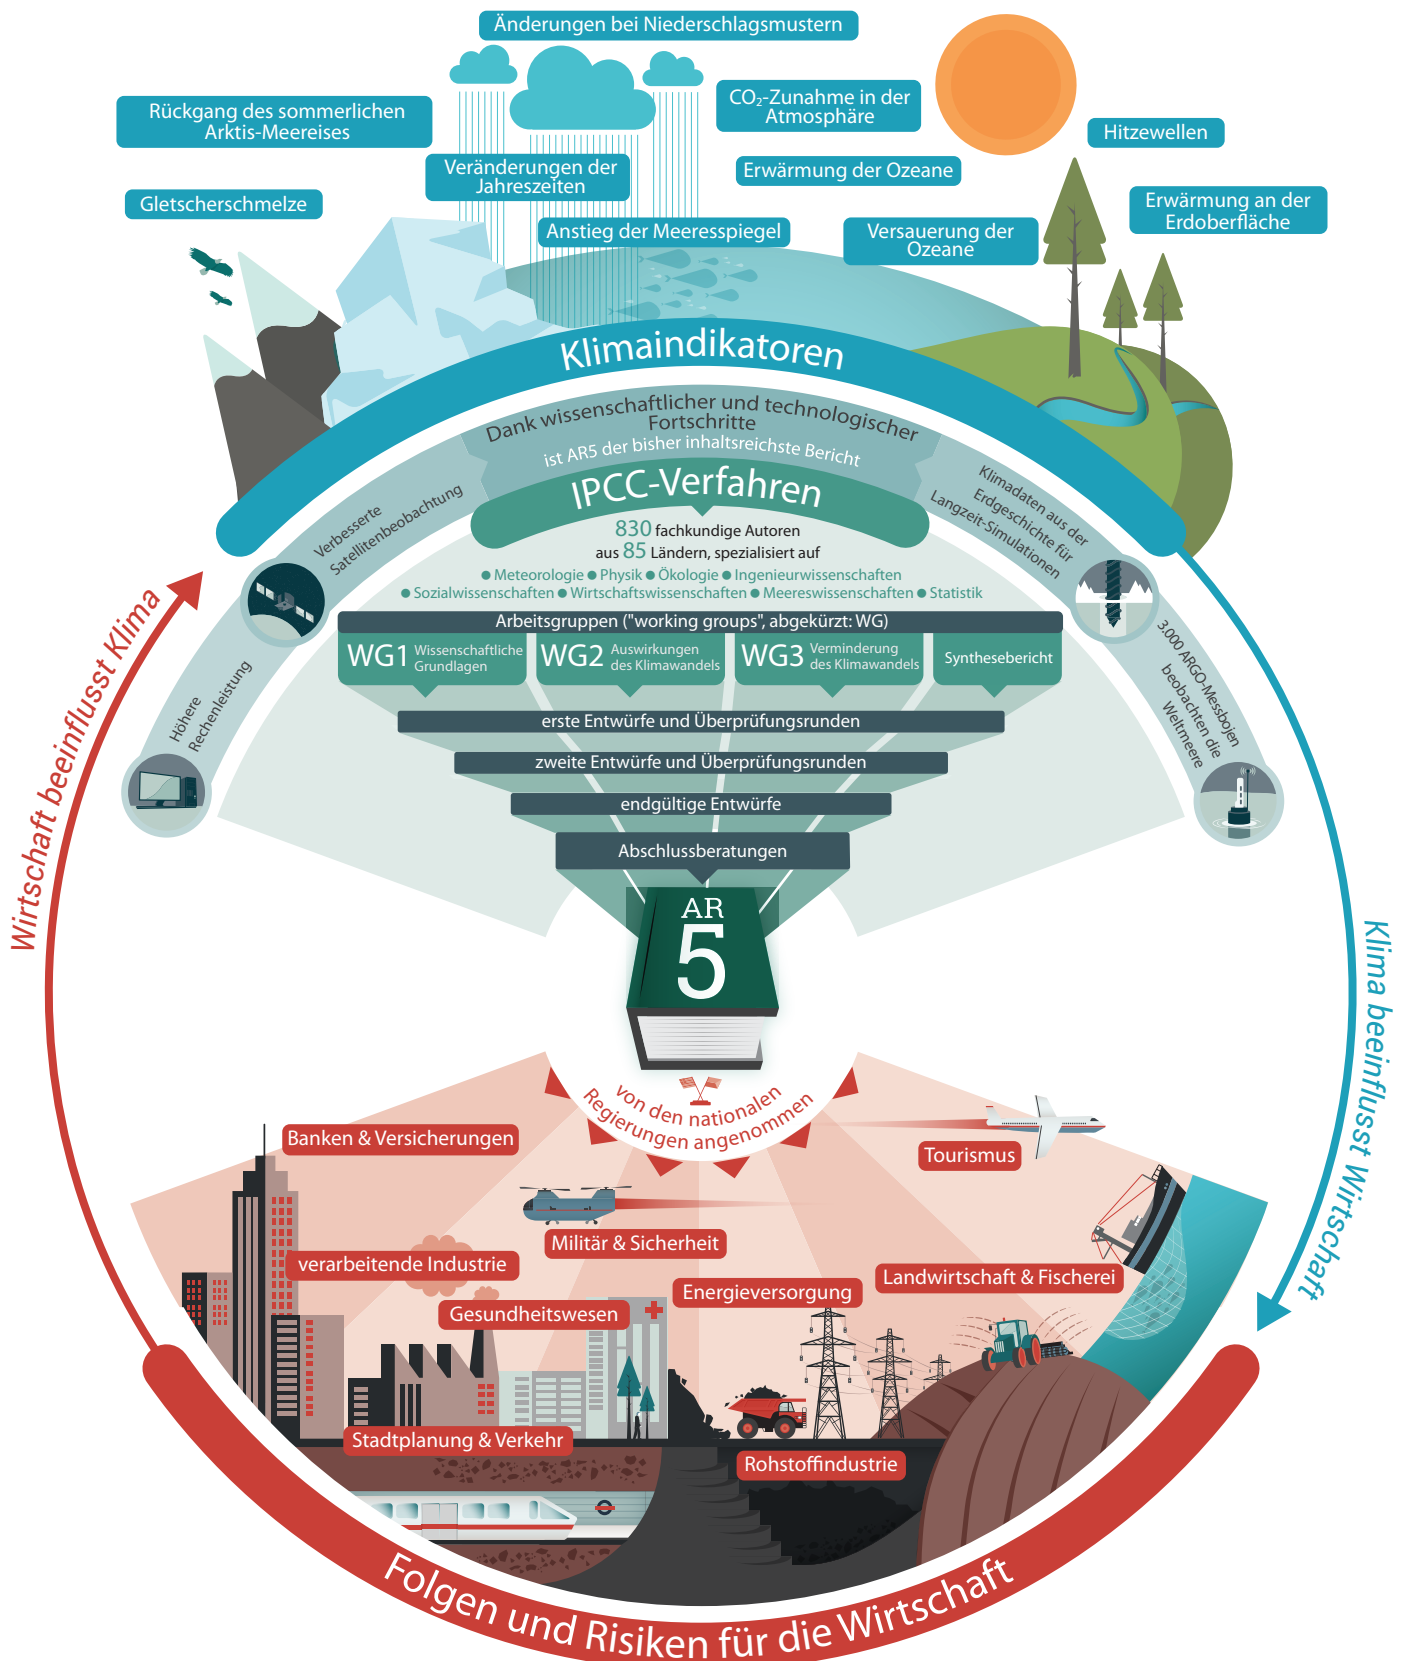 Änderungen bei Niederschlagsmustern
Rückgang des sommerlichen
Arktis-Meereises
CO₂-Zunahme in der
Atmosphäre
Hitzewellen
Veränderungen der
Jahreszeiten
Erwärmung der Ozeane
Gletscherschmelze
Erwärmung an der
Erdoberfläche
Anstieg der Meeresspiegel
Versauerung der
Ozeane
Klimaindikatoren
Dank wissenschaftlicher und technologischer
Fortschritte
ist AR5 der bisher inhaltsreichste Bericht
IPCC-Verfahren
Verbesserte
Satellitenbeobachtung
Höhere
Rechenleistung
Klimadaten aus der
Erdgeschichte für
Langzeit-Simulationen
3.000 ARGO-Messbojen
beobachten die
Weltmeere
830 fachkundige Autoren
aus 85 Ländern, spezialisiert auf
● Meteorologie ● Physik ● Ökologie ● Ingenieurwissenschaften
● Sozialwissenschaften ● Wirtschaftswissenschaften ● Meereswissenschaften ● Statistik
Arbeitsgruppen ("working groups", abgekürzt: WG)
WG1 Wissenschaftliche
Grundlagen
WG2 Auswirkungen
des Klimawandels
WG3 Verminderung
des Klimawandels
Synthesebericht
erste Entwürfe und Überprüfungsrunden
zweite Entwürfe und Überprüfungsrunden
endgültige Entwürfe
Abschlussberatungen
AR
5
Wirtschaft beeinflusst Klima
Klima beeinflusst Wirtschaft
von den nationalen
Regierungen angenommen
Banken & Versicherungen
Tourismus
Militär & Sicherheit
verarbeitende Industrie
Landwirtschaft & Fischerei
Energieversorgung
Gesundheitswesen
Stadtplanung & Verkehr
Rohstoffindustrie
Folgen und Risiken für die Wirtschaft